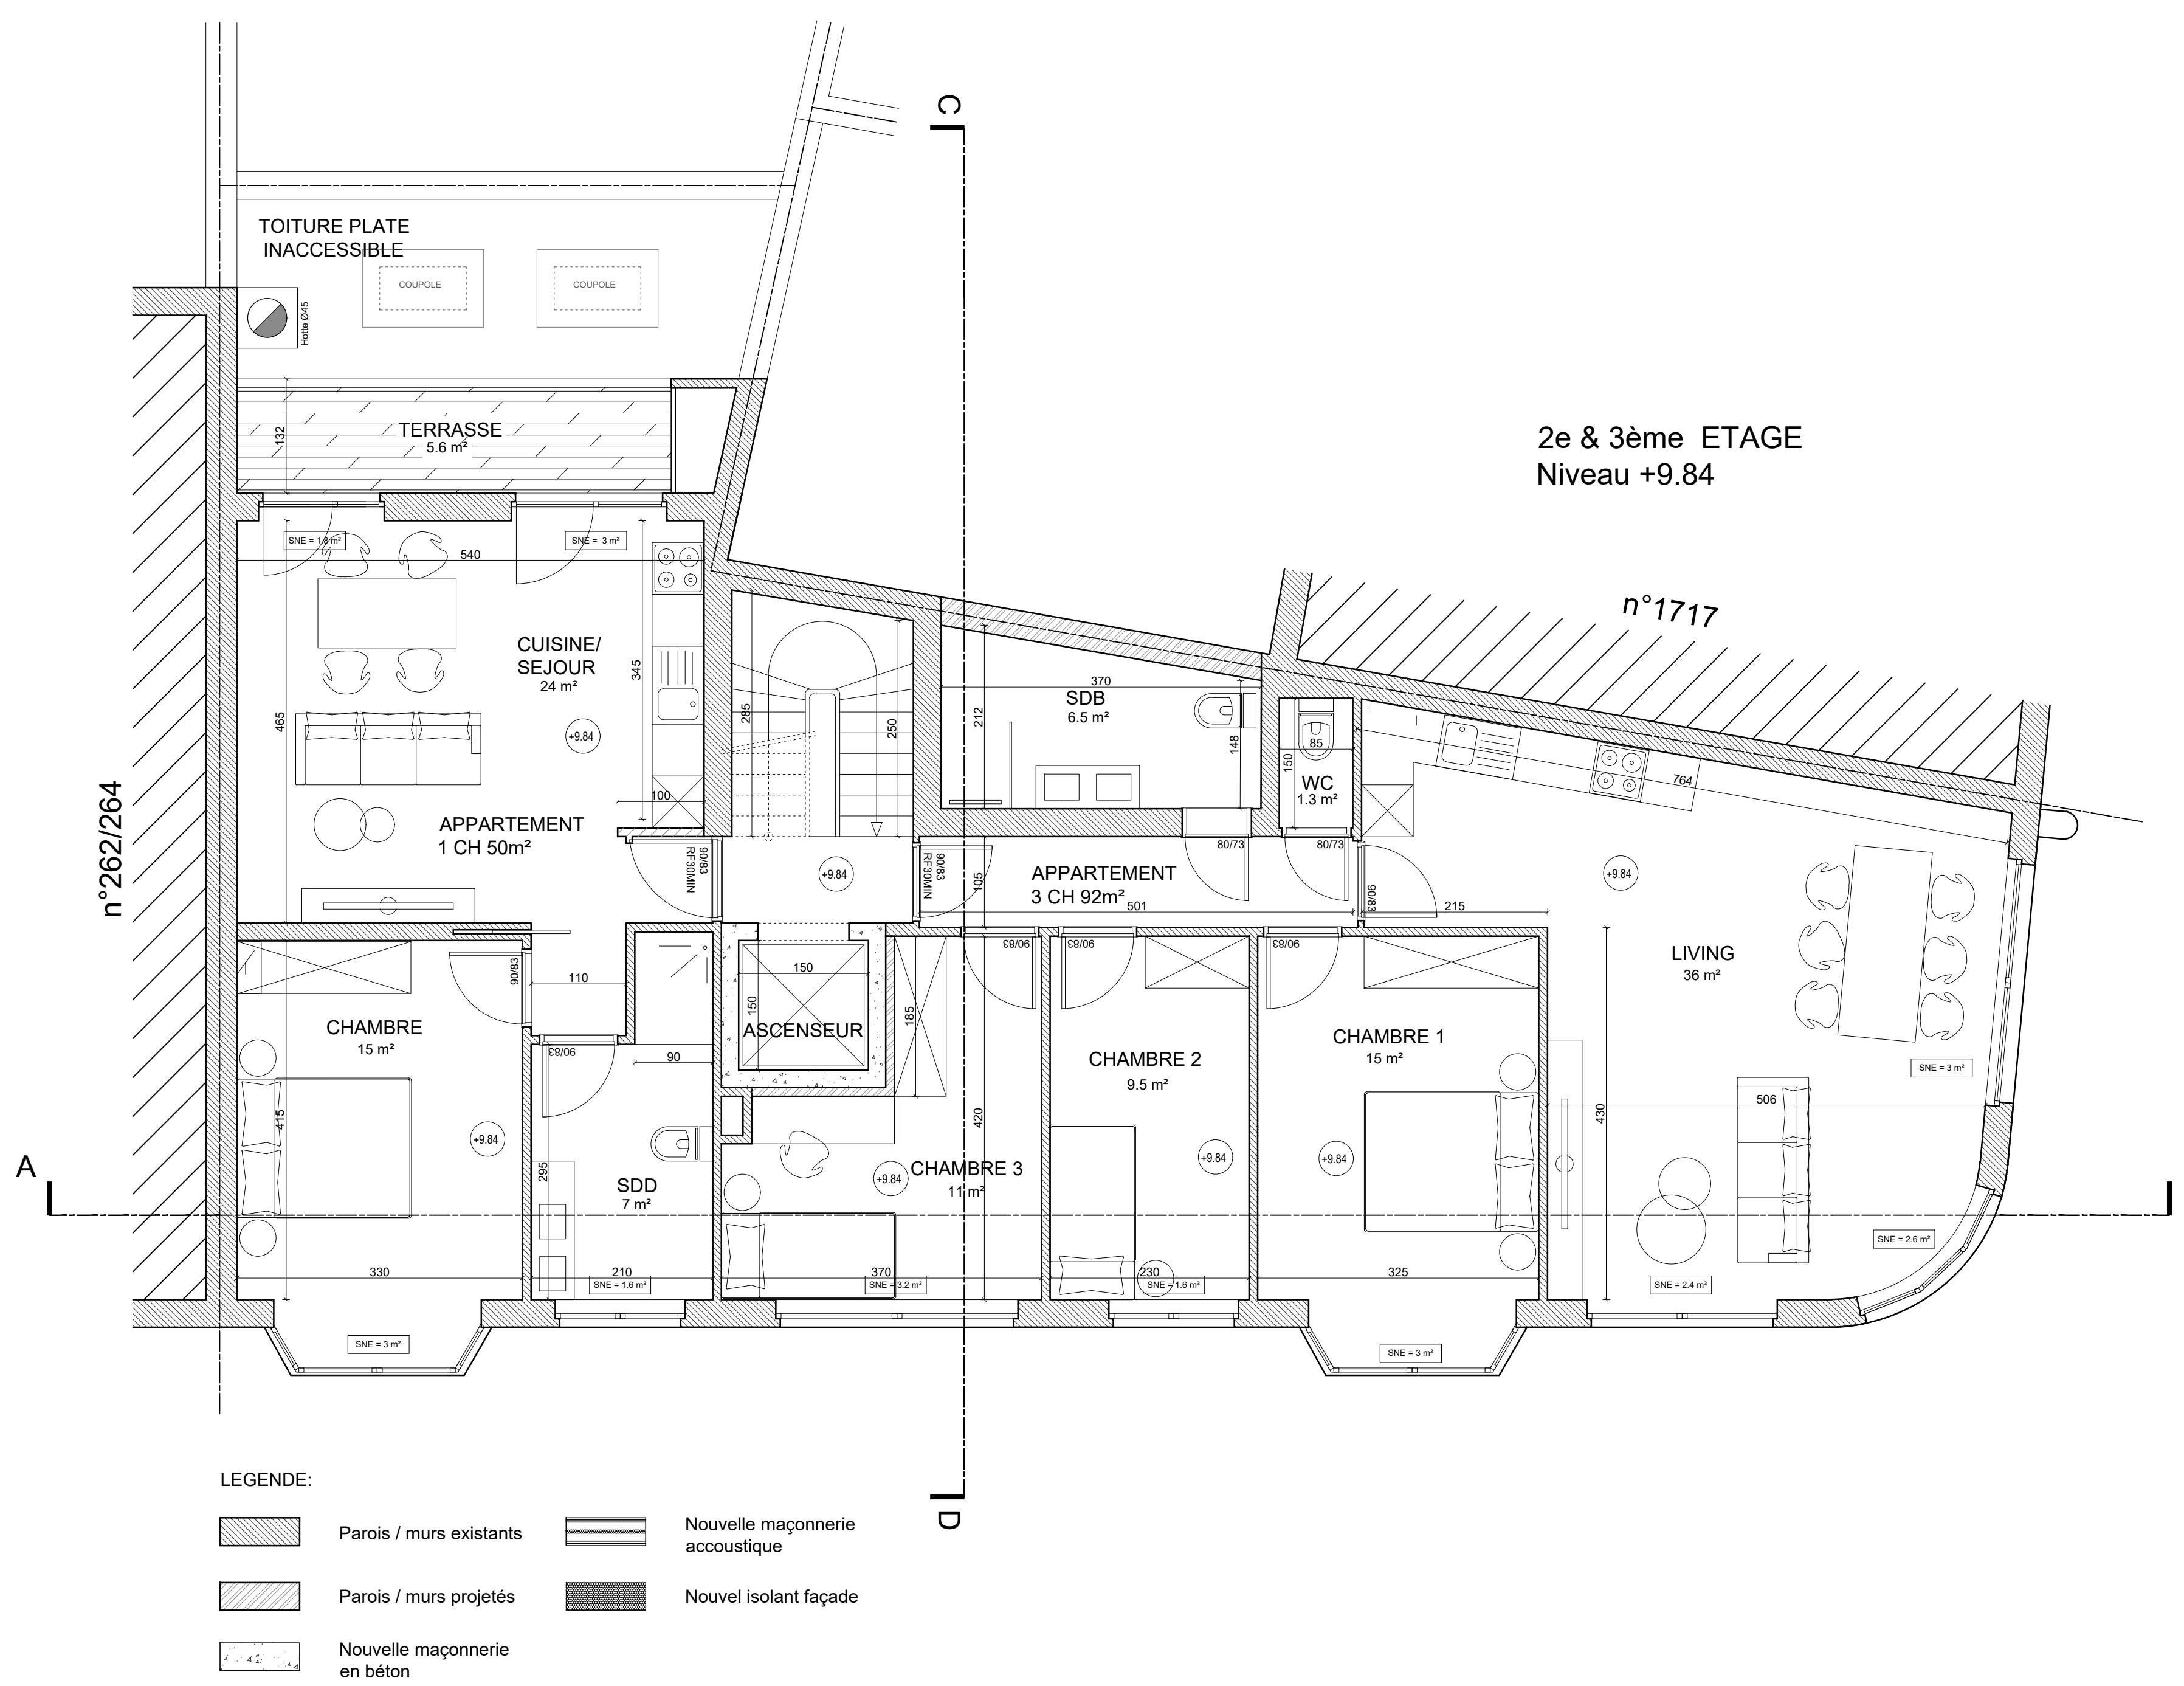 C
TOITURE PLATE
INACCESSIBLE
COUPOLE
COUPOLE
Hotte Ø45
132
TERRASSE
5.6 m²
2e & 3ème ETAGE
Niveau +9.84
n°1717
SNE = 1.8 m²
SNE = 3 m²
540
CUISINE/
SEJOUR
24 m²
345
465
+9.84
100
285
250
370
SDB
6.5 m²
212
148
85
150
WC
1.3 m²
764
n°262/264
APPARTEMENT
1 CH 50m²
90/83
RF30MIN
+9.84
90/83
RF30MIN
105
APPARTEMENT
3 CH 92m²
501
80/73
80/73
90/83
215
+9.84
LIVING
36 m²
90/83
110
90/83
90
150
150
ASCENSEUR
185
90/83
90/83
90/83
CHAMBRE
15 m²
415
+9.84
295
SDD
7 m²
420
CHAMBRE 3
11 m²
+9.84
CHAMBRE 2
9.5 m²
+9.84
CHAMBRE 1
15 m²
+9.84
430
506
SNE = 3 m²
SNE = 2.6 m²
A
330
210
SNE = 1.6 m²
370
SNE = 3.2 m²
230
SNE = 1.6 m²
325
SNE = 2.4 m²
SNE = 3 m²
SNE = 3 m²
D
LEGENDE:
Parois / murs existants
Nouvelle maçonnerie
accoustique
Parois / murs projetés
Nouvel isolant façade
Nouvelle maçonnerie
en béton